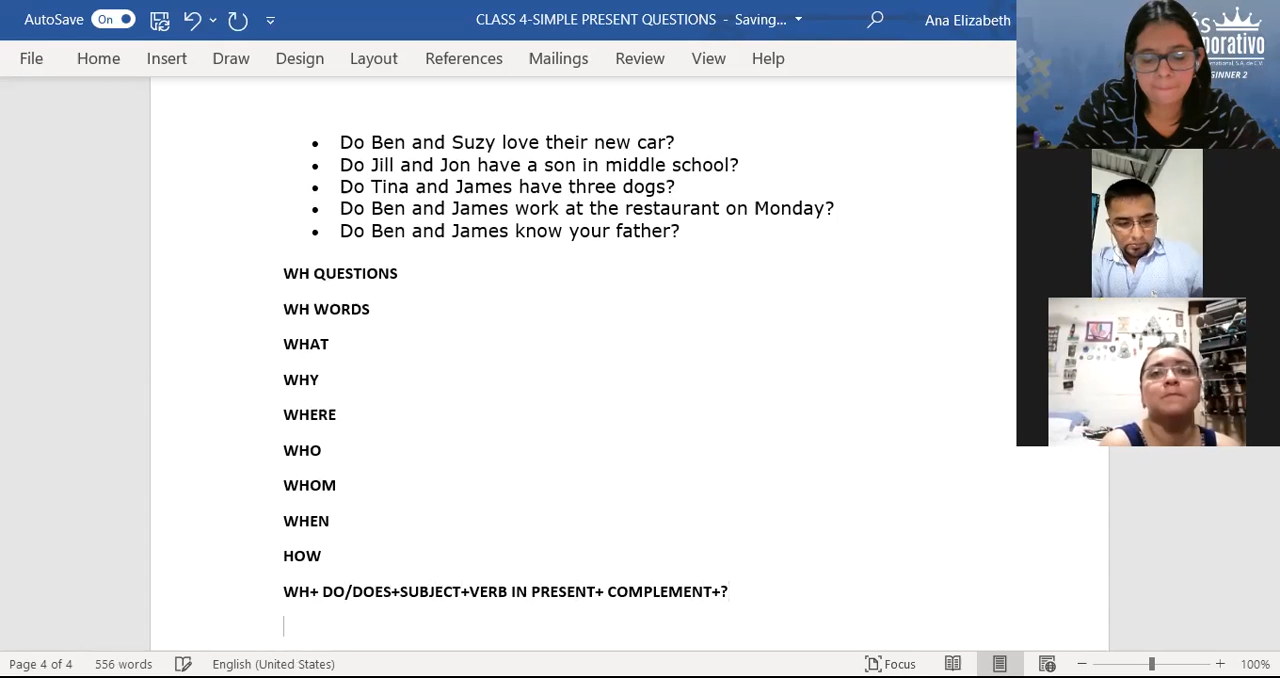 AutoSave On CLASS 4-SIMPLE PRESENT QUESTIONS - Saving... Ana Elizabeth
File Home Insert Draw Design Layout References Mailings Review View Help
INNER 2
• Do Ben and Suzy love their new car?
• Do Jill and Jon have a son in middle school?
• Do Tina and James have three dogs?
• Do Ben and James work at the restaurant on Monday?
• Do Ben and James know your father?
WH QUESTIONS
WH WORDS
WHAT
WHY
WHERE
WHO
WHOM
WHEN
HOW
WH+ DO/DOES+SUBJECT+VERB IN PRESENT+ COMPLEMENT+?
Page 4 of 4 556 words English (United States) Focus 100%